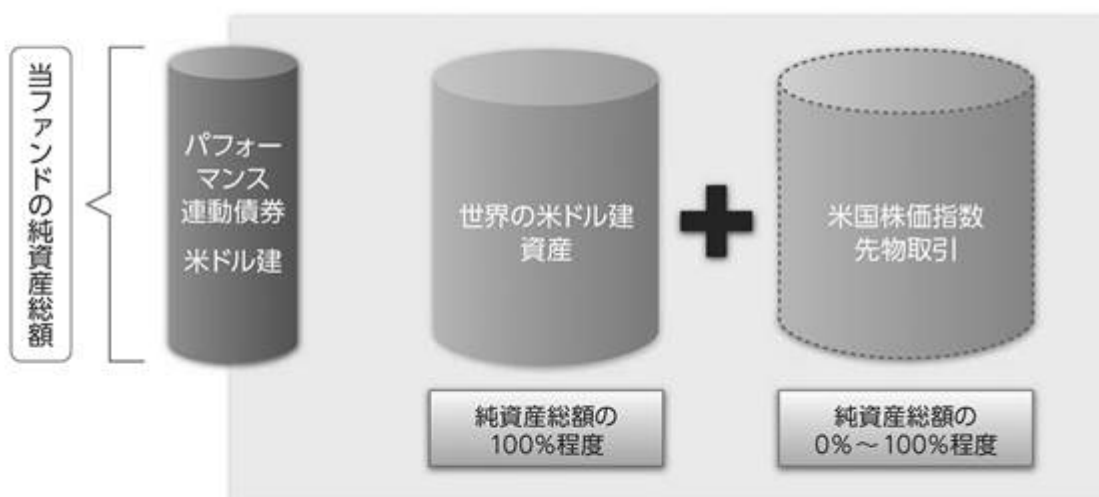 当ファンドの純資産総額
パフォー
マンス
連動債券
米ドル建
世界の米ドル建
資産
米国株価指数
先物取引
純資産総額の
100%程度
純資産総額の
0%～100%程度